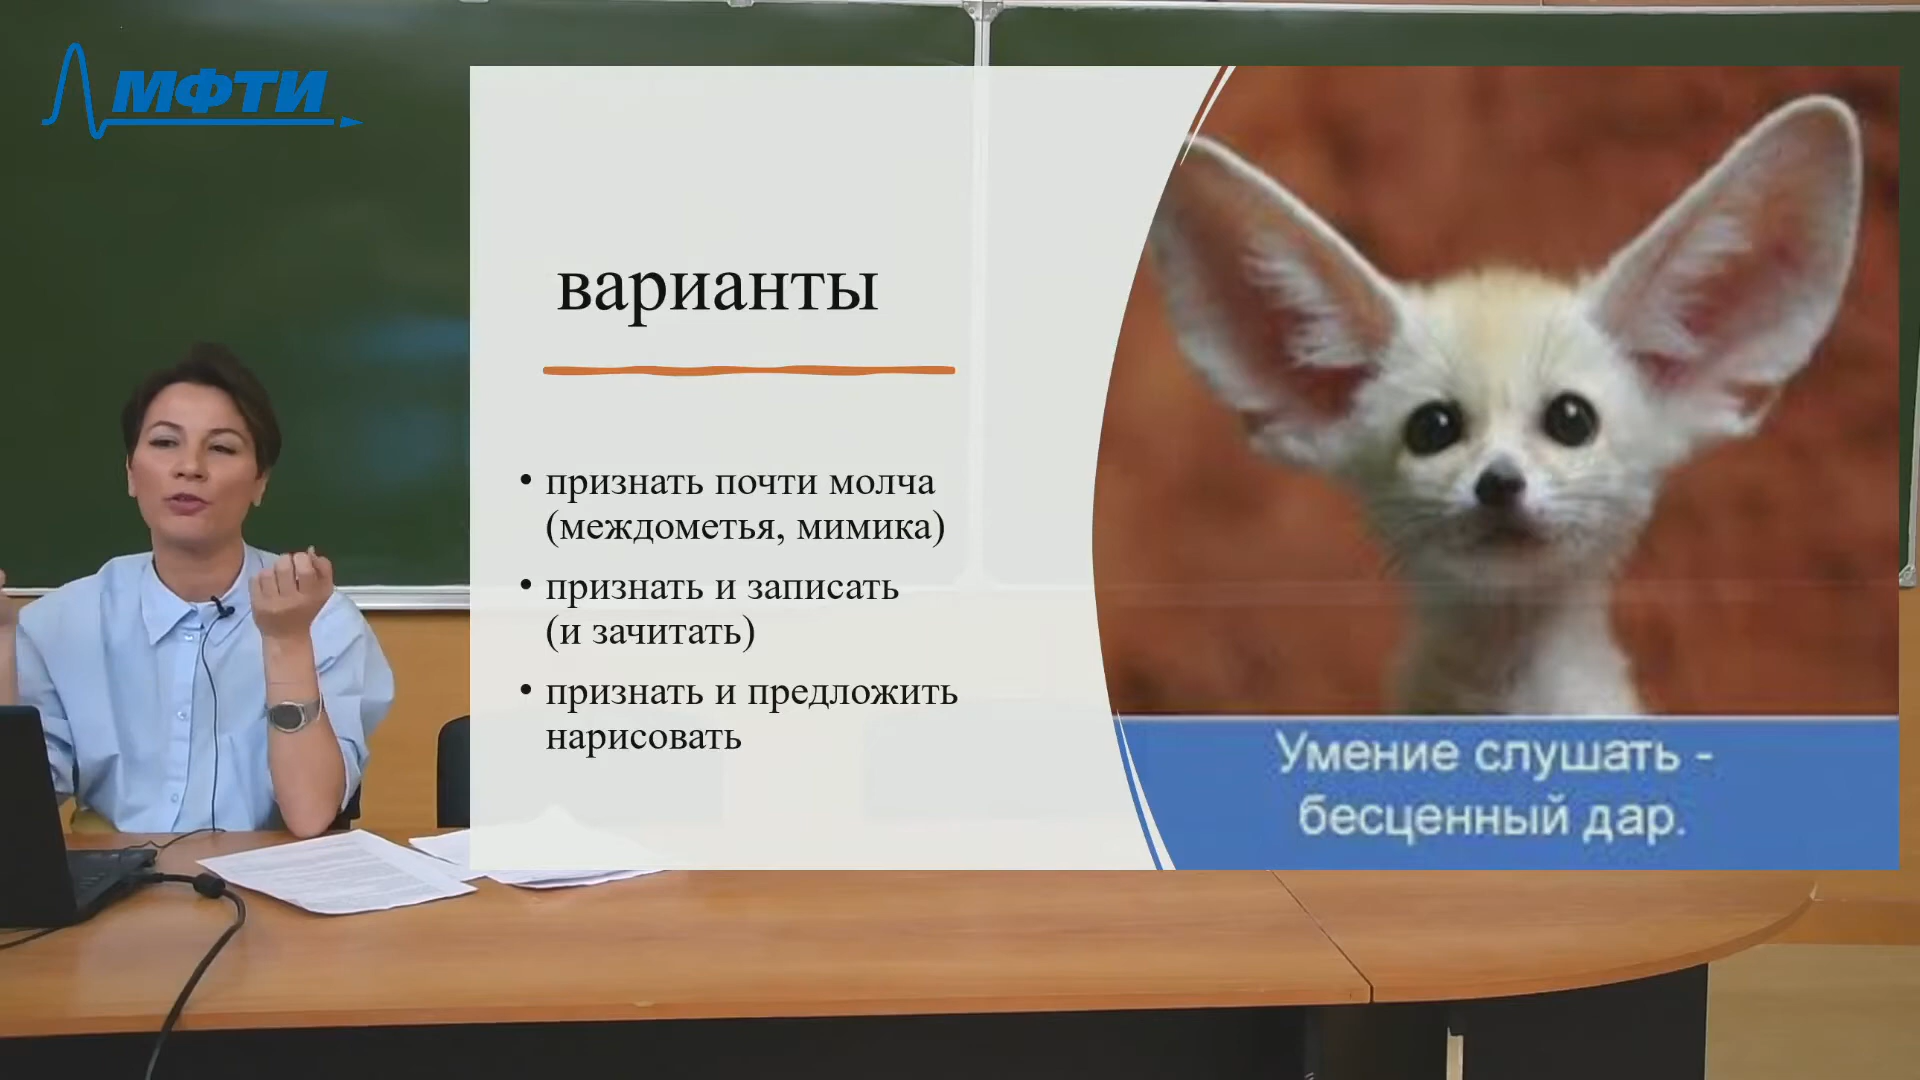 МФТИ
варианты
• признать почти молча
(междометья, мимика)
• признать и записать
(и зачитать)
• признать и предложить
нарисовать
Умение слушать -
бесценный дар.